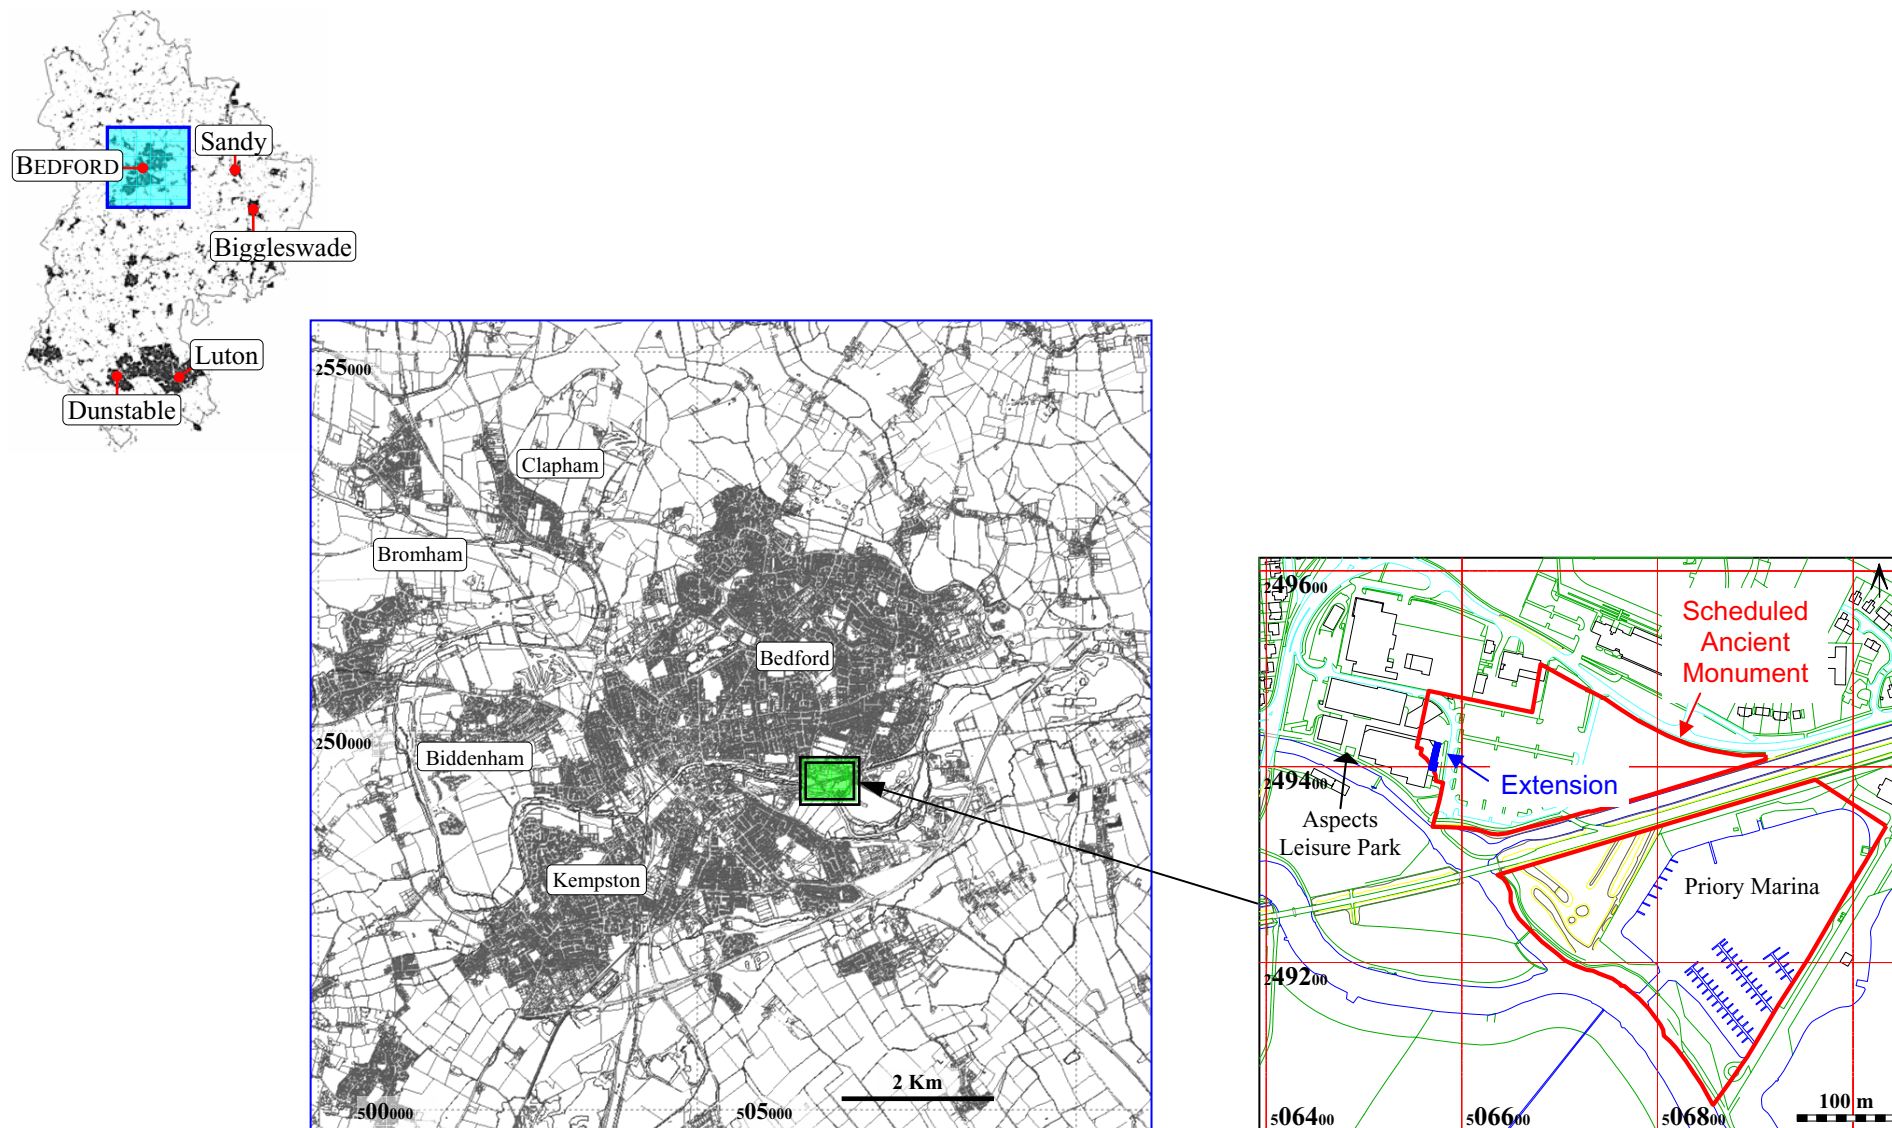 BEDFORD
Sandy
Biggleswade
Luton
Dunstable
255000
Clapham
Bromham
Bedford
250000
Biddenham
Kempston
2 Km
500000
505000
249600
Scheduled
Ancient
Monument
249400
Extension
Aspects
Leisure Park
Priory Marina
249200
506400
506600
506800
100 m